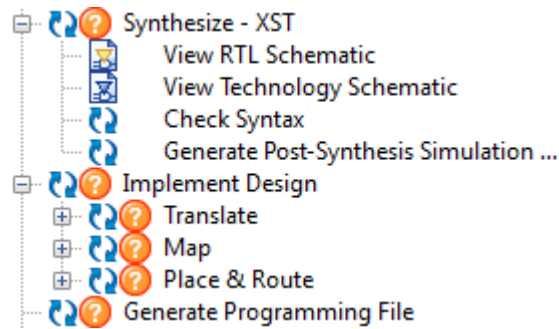 Synthesize - XST
View RTL Schematic
View Technology Schematic
Check Syntax
Generate Post-Synthesis Simulation ...
Implement Design
Translate
Map
Place & Route
Generate Programming File